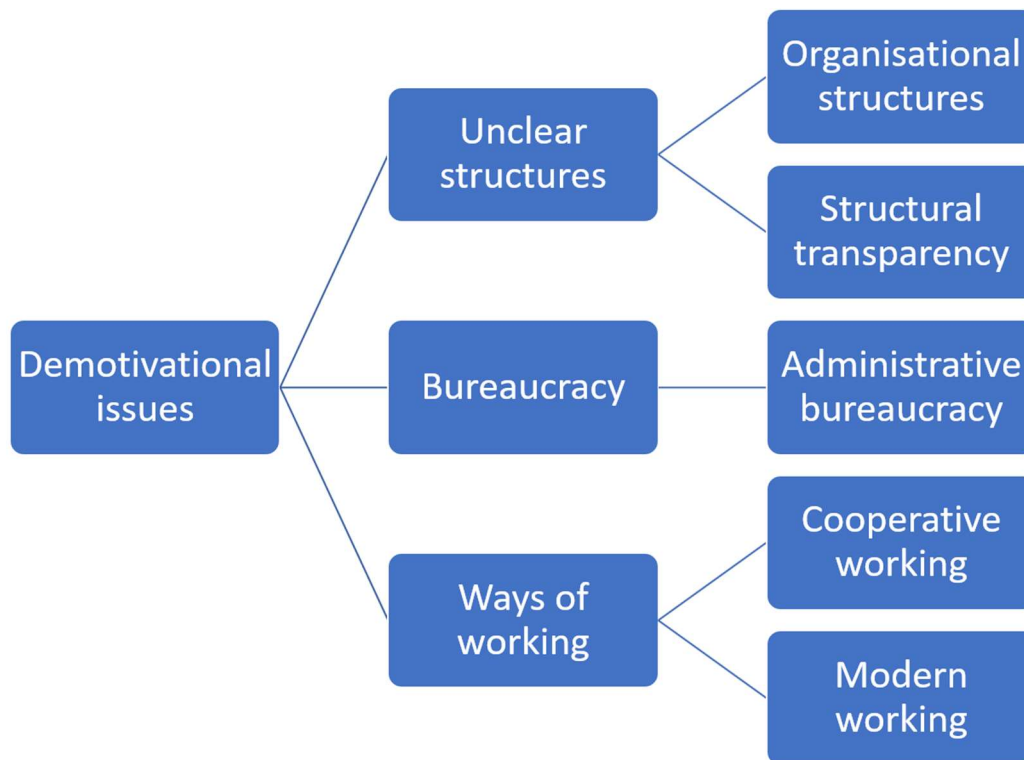 Demotivational
issues
Unclear
structures
Bureaucracy
Ways of
working
Organisational
structures
Structural
transparency
Administrative
bureaucracy
Cooperative
working
Modern
working